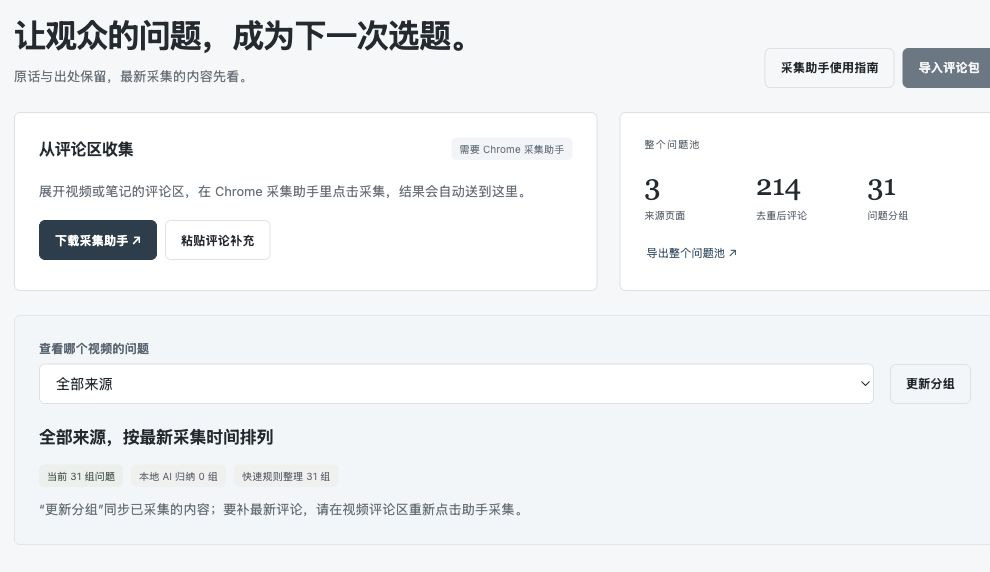 让观众的问题，成为下一次选题。
原话与出处保留，最新采集的内容先看。
采集助手使用指南
导入评论包
从评论区收集
需要 Chrome 采集助手
展开视频或笔记的评论区，在 Chrome 采集助手里点击采集，结果会自动送到这里。
下载采集助手 ↗
粘贴评论补充
整个问题池
3
214
31
来源页面
去重后评论
问题分组
导出整个问题池 ↗
查看哪个视频的问题
全部来源
更新分组
全部来源，按最新采集时间排列
当前 31 组问题
本地 AI 归纳 0 组
快速规则整理 31 组
“更新分组”同步已采集的内容；要补最新评论，请在视频评论区重新点击助手采集。